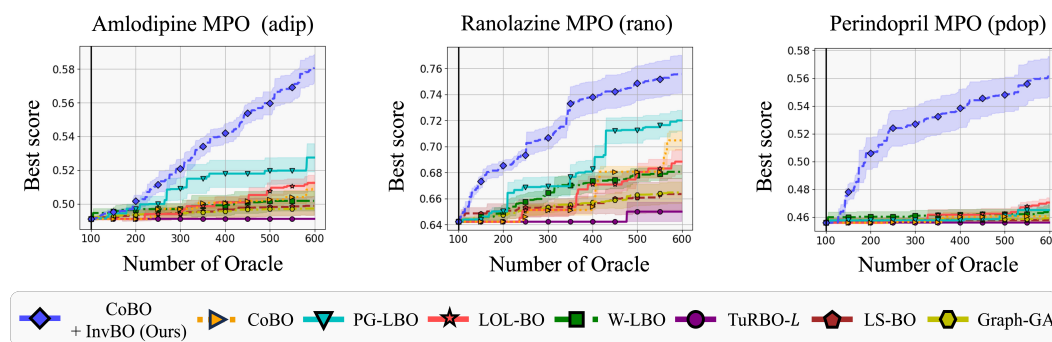 Amlodipine MPO (adip)
Ranolazine MPO (rano)
Perindopril MPO (pdop)
Best score
0.58
0.56
0.54
0.52
0.50
100 200 300 400 500 600
Number of Oracle
Best score
0.76
0.74
0.72
0.70
0.68
0.66
0.64
100 200 300 400 500 600
Number of Oracle
Best score
0.58
0.56
0.54
0.52
0.50
0.48
0.46
100 200 300 400 500 600
Number of Oracle
CoBO
+ InvBO (Ours)
CoBO
PG-LBO
LOL-BO
W-LBO
TuRBO-L
LS-BO
Graph-GA